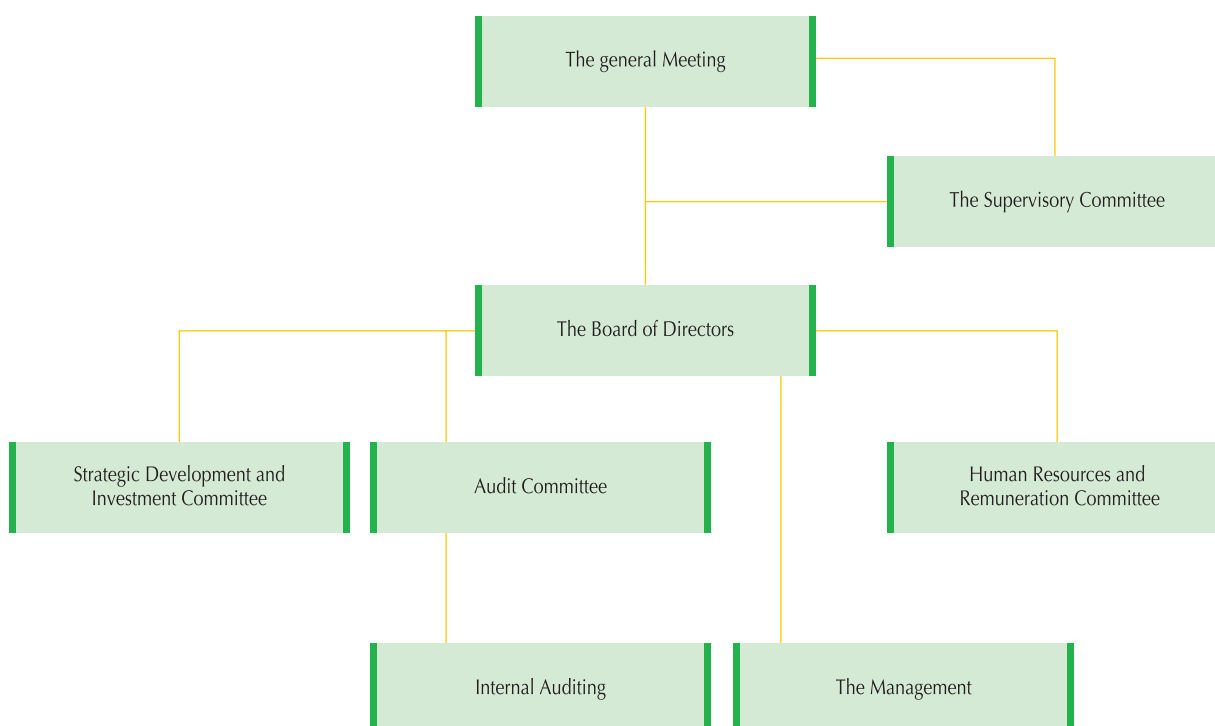 The general Meeting
The Supervisory Committee
The Board of Directors
Strategic Development and
Investment Committee
Audit Committee
Human Resources and
Remuneration Committee
Internal Auditing
The Management